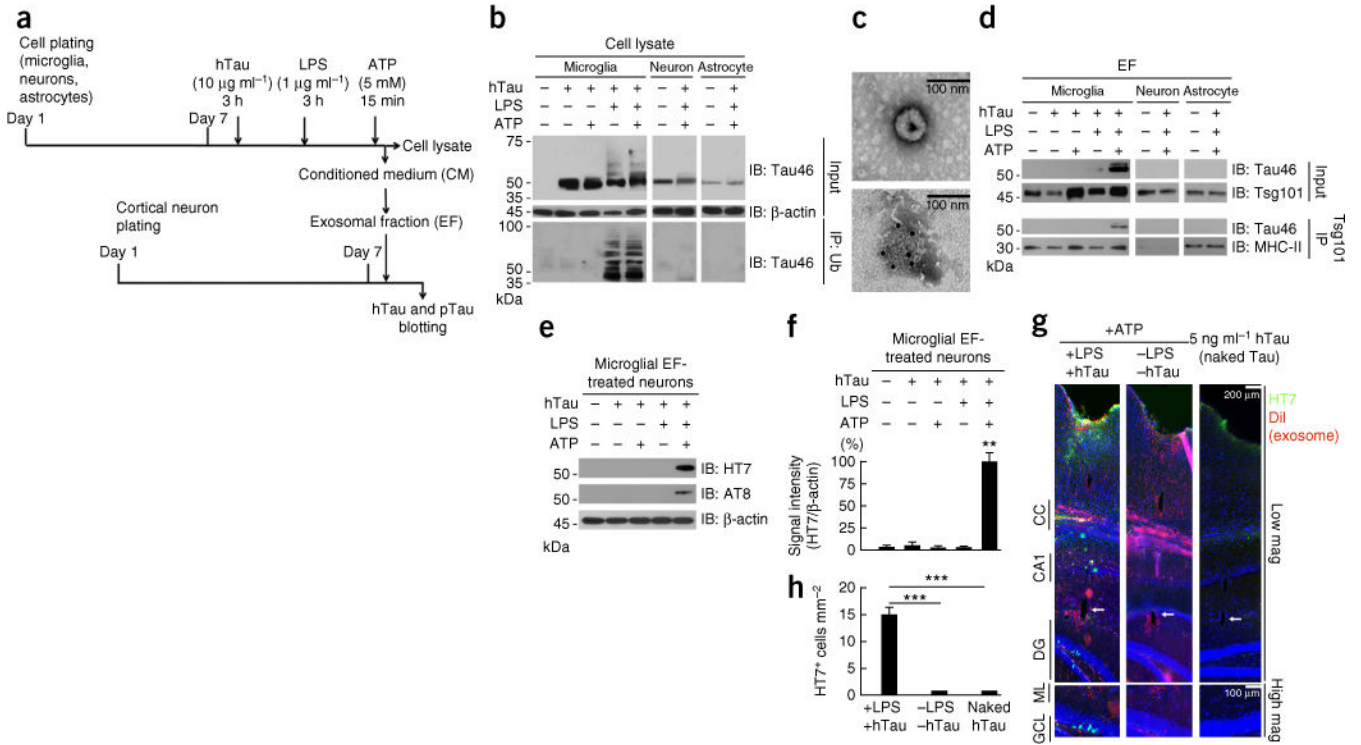 a
Cell plating
(microglia,
neurons,
astrocytes)
Day 1
hTau
(10 μg ml⁻¹)
3 h
LPS
(1 μg ml⁻¹)
3 h
ATP
(5 mM)
15 min
Day 7
Cell lysate
Conditioned medium (CM)
Exosomal fraction (EF)
Cortical neuron
plating
Day 1
Day 7
hTau and pTau
blotting
b
Cell lysate
Microglia Neuron Astrocyte
hTau – + + + + – + – +
LPS – – – + + – + – +
ATP – – + – + – + – +
75
50
IB: Tau46
45
IB: β-actin
Input
100
50
35
IB: Tau46
IP: Ub
kDa
c
100 nm
100 nm
d
EF
Microglia Neuron Astrocyte
hTau – + + + + – + – +
LPS – – – + + – + – +
ATP – – + – + – + – +
50
IB: Tau46
45
IB: Tsg101
Input
50
IB: Tau46
30
IB: MHC-II
Tsg101
IP
kDa
e
Microglial EF-
treated neurons
hTau – + + + +
LPS – – – + +
ATP – – + – +
50
IB: HT7
50
IB: AT8
45
IB: β-actin
kDa
f
Microglial EF-
treated neurons
hTau – + + + +
LPS – – – + +
ATP – – + – +
(%)
**
100
75
50
25
0
Signal intensity
(HT7/β-actin)
g
+ATP
+LPS
+hTau
–LPS
–hTau
5 ng ml⁻¹ hTau
(naked Tau)
200 μm
HT7
DiI
(exosome)
CC
CA1
DG
Low mag
100 μm
ML
GCL
High mag
h
***
***
20
15
10
5
0
HT7⁺ cells mm⁻²
+LPS
+hTau
–LPS
–hTau
Naked
hTau